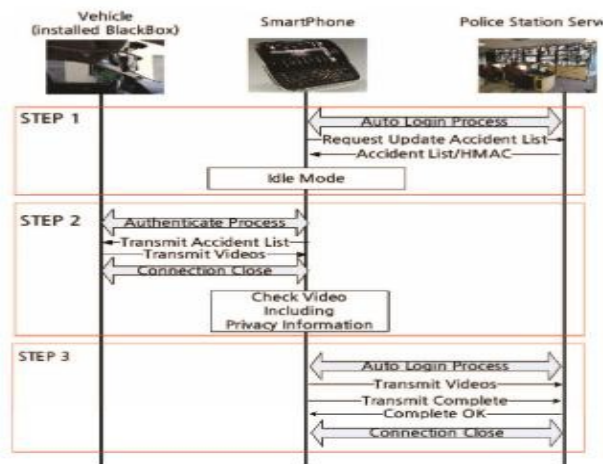 Vehicle
(installed BlackBox)
SmartPhone
Police Station Serve
STEP 1
Auto Login Process
Request Update Accident List
Accident List/HMAC
Idle Mode
STEP 2
Authenticate Process
Transmit Accident List
Transmit Videos
Connection Close
Check Video
Including
Privacy Information
STEP 3
Auto Login Process
Transmit Videos
Transmit Complete
Complete OK
Connection Close